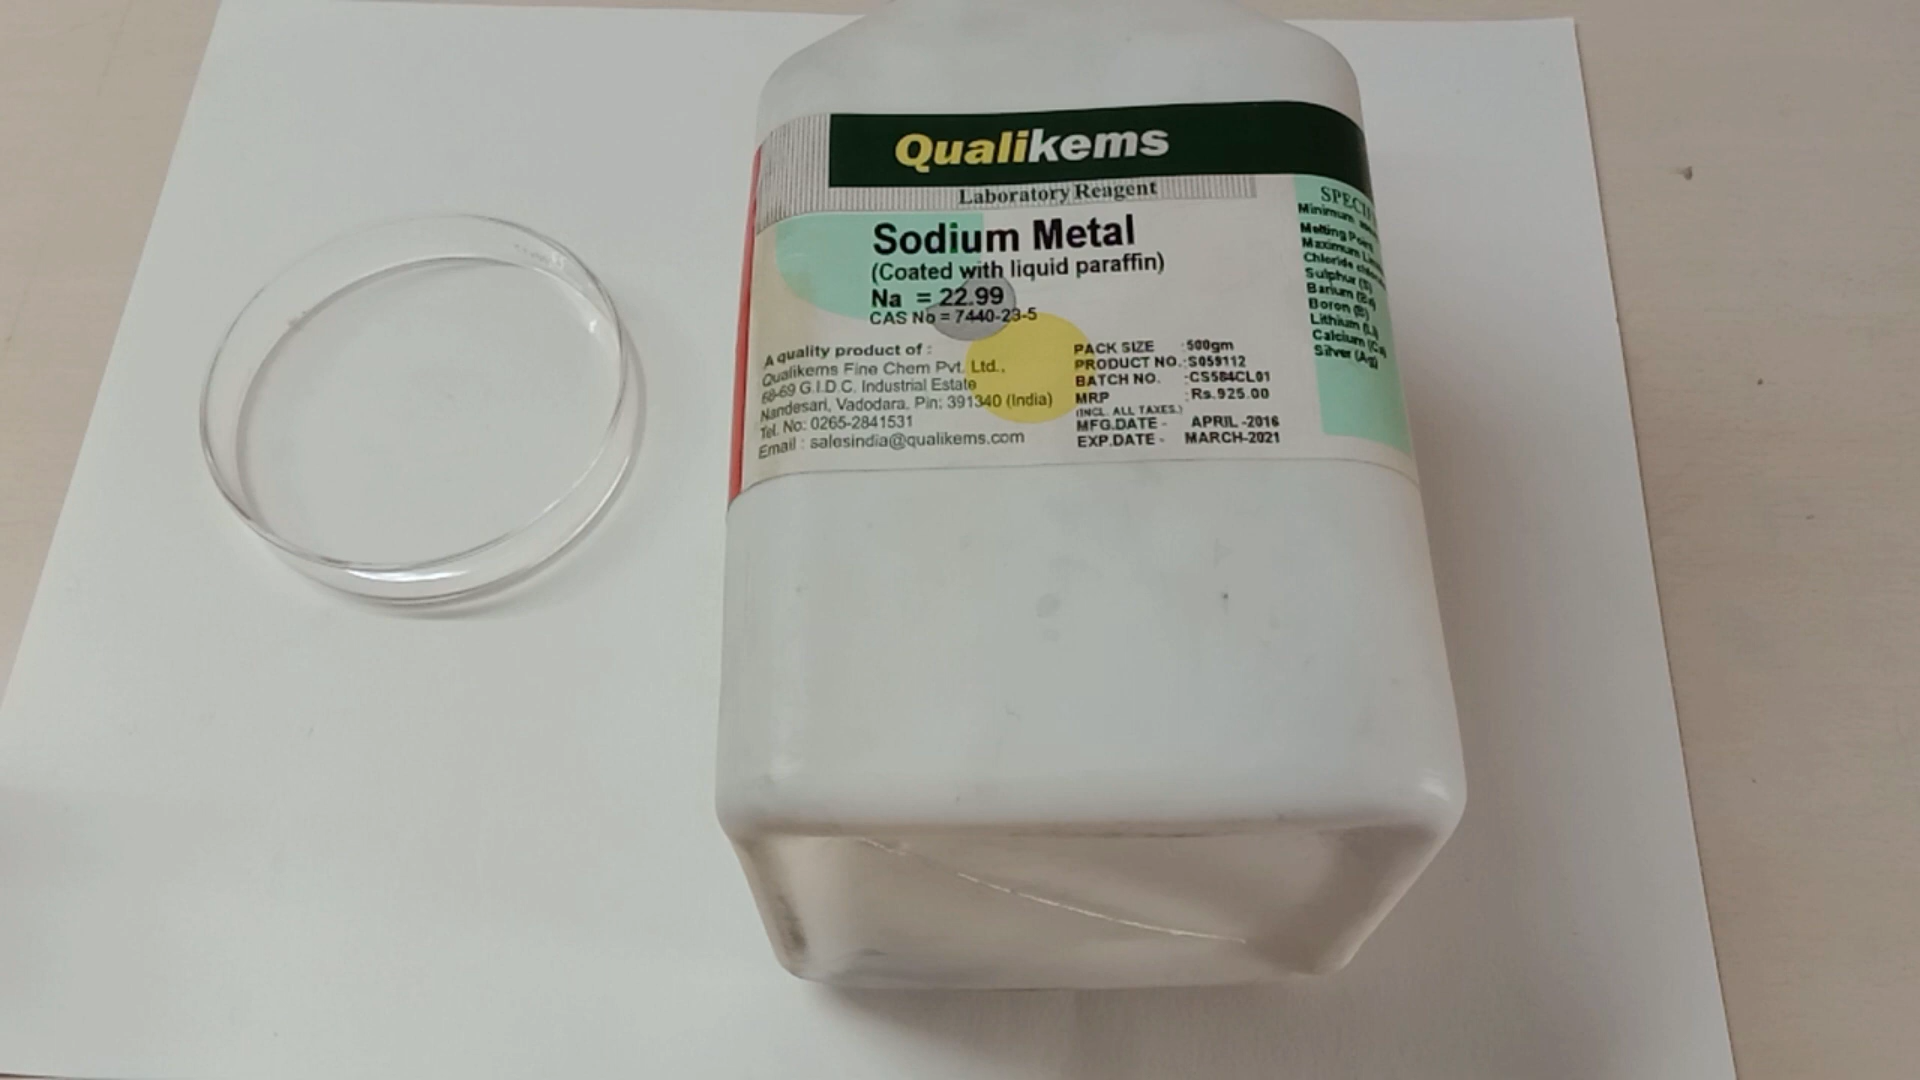 Qualikems
Laboratory Reagent
Sodium Metal
(Coated with liquid paraffin)
Na = 22.99
CAS No = 7440-23-5
A quality product of :
Qualikems Fine Chem Pvt. Ltd.,
68-69 G.I.D.C. Industrial Estate
Nandesari, Vadodara, Pin: 391340 (India)
Tel. No: 0265-2841531
Email : salesindia@qualikems.com
PACK SIZE :500gm
PRODUCT NO.:S059112
BATCH NO. :CS584CL01
MRP :Rs.925.00
(INCL. ALL TAXES.)
MFG.DATE - APRIL -2016
EXP.DATE - MARCH-2021
Minimum
Melting
Maximum
Chloride
Sulphur (S)
Barium (Ba)
Boron (B)
Lithium (Li)
Calcium (Ca)
Silver (Ag)